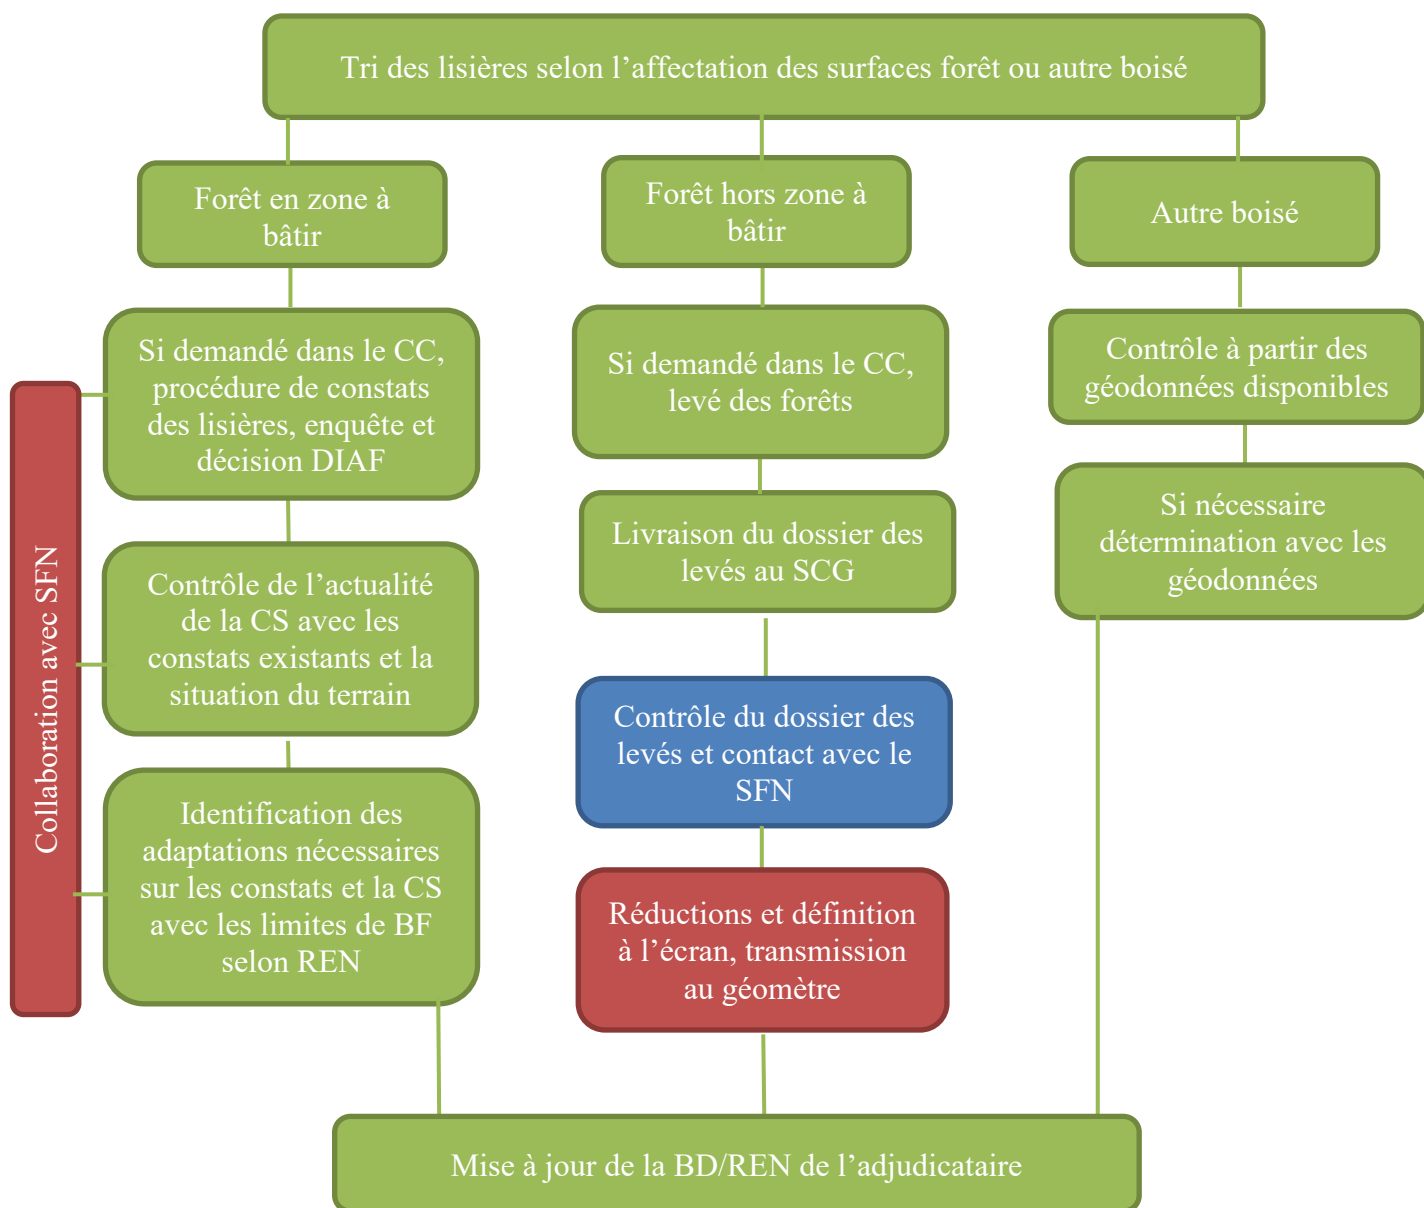 Tri des lisières selon l’affectation des surfaces forêt ou autre boisé
Forêt en zone à
bâtir
Forêt hors zone à
bâtir
Autre boisé
Si demandé dans le CC,
procédure de constats
des lisières, enquête et
décision DIAF
Si demandé dans le CC,
levé des forêts
Contrôle à partir des
géodonnées disponibles
Collaboration avec SFN
Livraison du dossier des
levés au SCG
Si nécessaire
détermination avec les
géodonnées
Contrôle de l’actualité
de la CS avec les
constats existants et la
situation du terrain
Contrôle du dossier des
levés et contact avec le
SFN
Identification des
adaptations nécessaires
sur les constats et la CS
avec les limites de BF
selon REN
Réductions et définition
à l’écran, transmission
au géomètre
Mise à jour de la BD/REN de l’adjudicataire